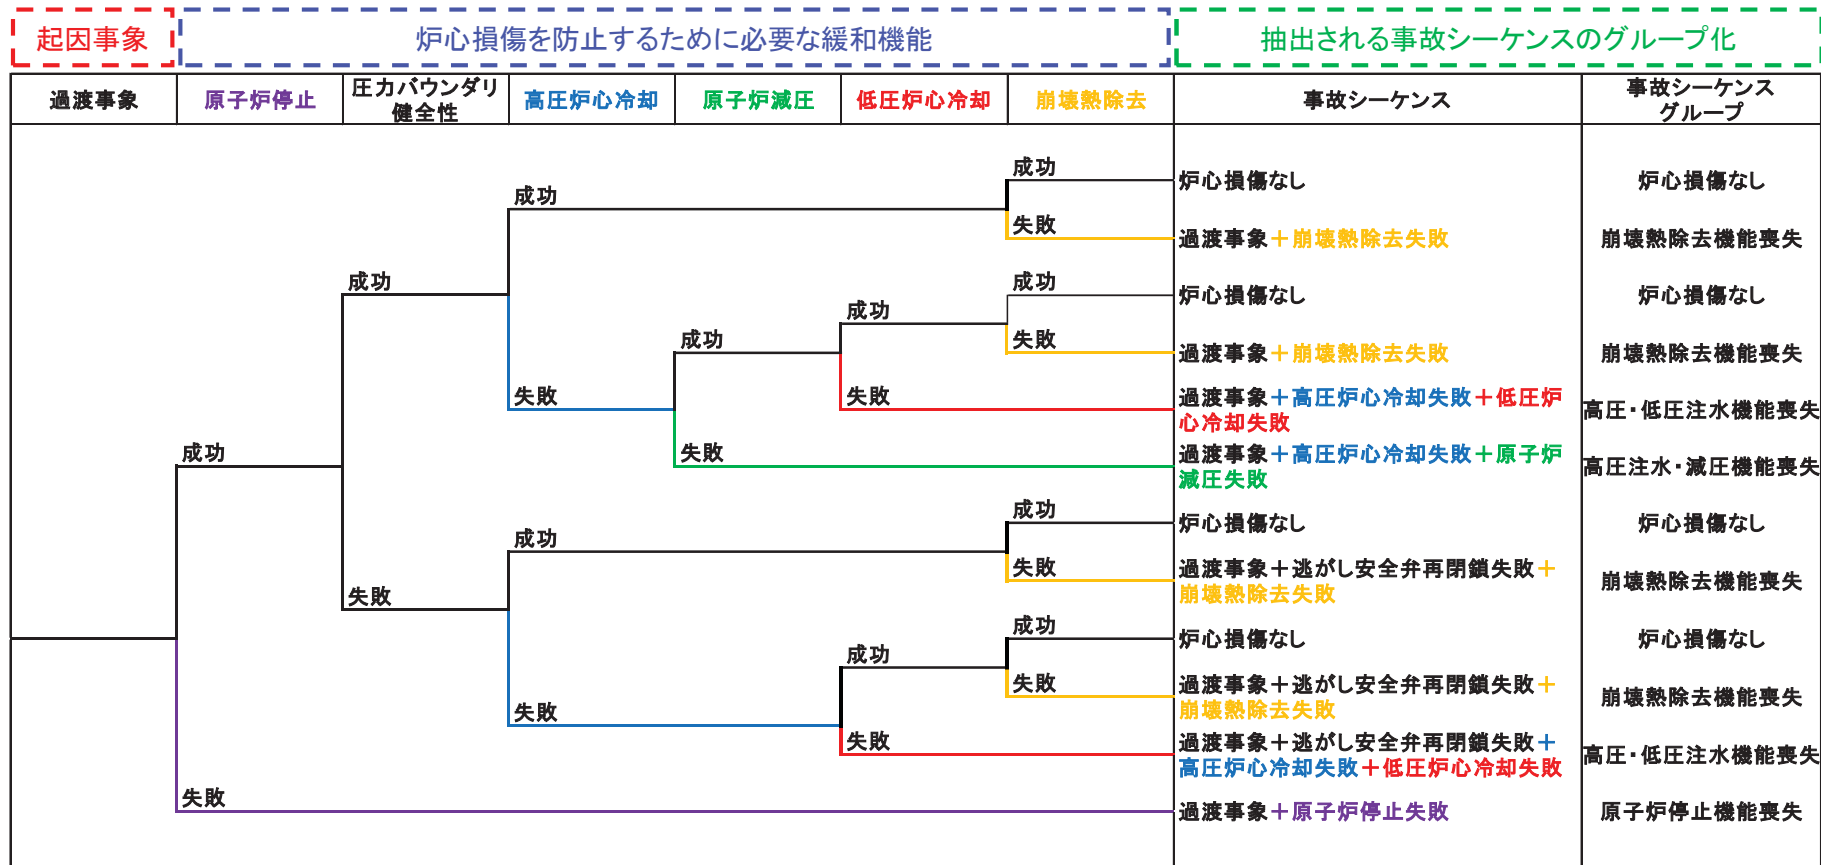 起因事象
炉心損傷を防止するために必要な緩和機能
抽出される事故シーケンスのグループ化
過渡事象
原子炉停止
圧力バウンダリ
健全性
高圧炉心冷却
原子炉減圧
低圧炉心冷却
崩壊熱除去
事故シーケンス
事故シーケンス
グループ
成功
炉心損傷なし
炉心損傷なし
成功
失敗
過渡事象＋崩壊熱除去失敗
崩壊熱除去機能喪失
成功
成功
炉心損傷なし
炉心損傷なし
成功
成功
失敗
過渡事象＋崩壊熱除去失敗
崩壊熱除去機能喪失
失敗
失敗
過渡事象＋高圧炉心冷却失敗＋低圧炉
心冷却失敗
高圧・低圧注水機能喪失
成功
失敗
過渡事象＋高圧炉心冷却失敗＋原子炉
減圧失敗
高圧注水・減圧機能喪失
成功
炉心損傷なし
炉心損傷なし
成功
失敗
過渡事象＋逃がし安全弁再閉鎖失敗＋
崩壊熱除去失敗
崩壊熱除去機能喪失
失敗
成功
炉心損傷なし
炉心損傷なし
成功
失敗
過渡事象＋逃がし安全弁再閉鎖失敗＋
崩壊熱除去失敗
崩壊熱除去機能喪失
失敗
失敗
過渡事象＋逃がし安全弁再閉鎖失敗＋
高圧炉心冷却失敗＋低圧炉心冷却失敗
高圧・低圧注水機能喪失
失敗
過渡事象＋原子炉停止失敗
原子炉停止機能喪失